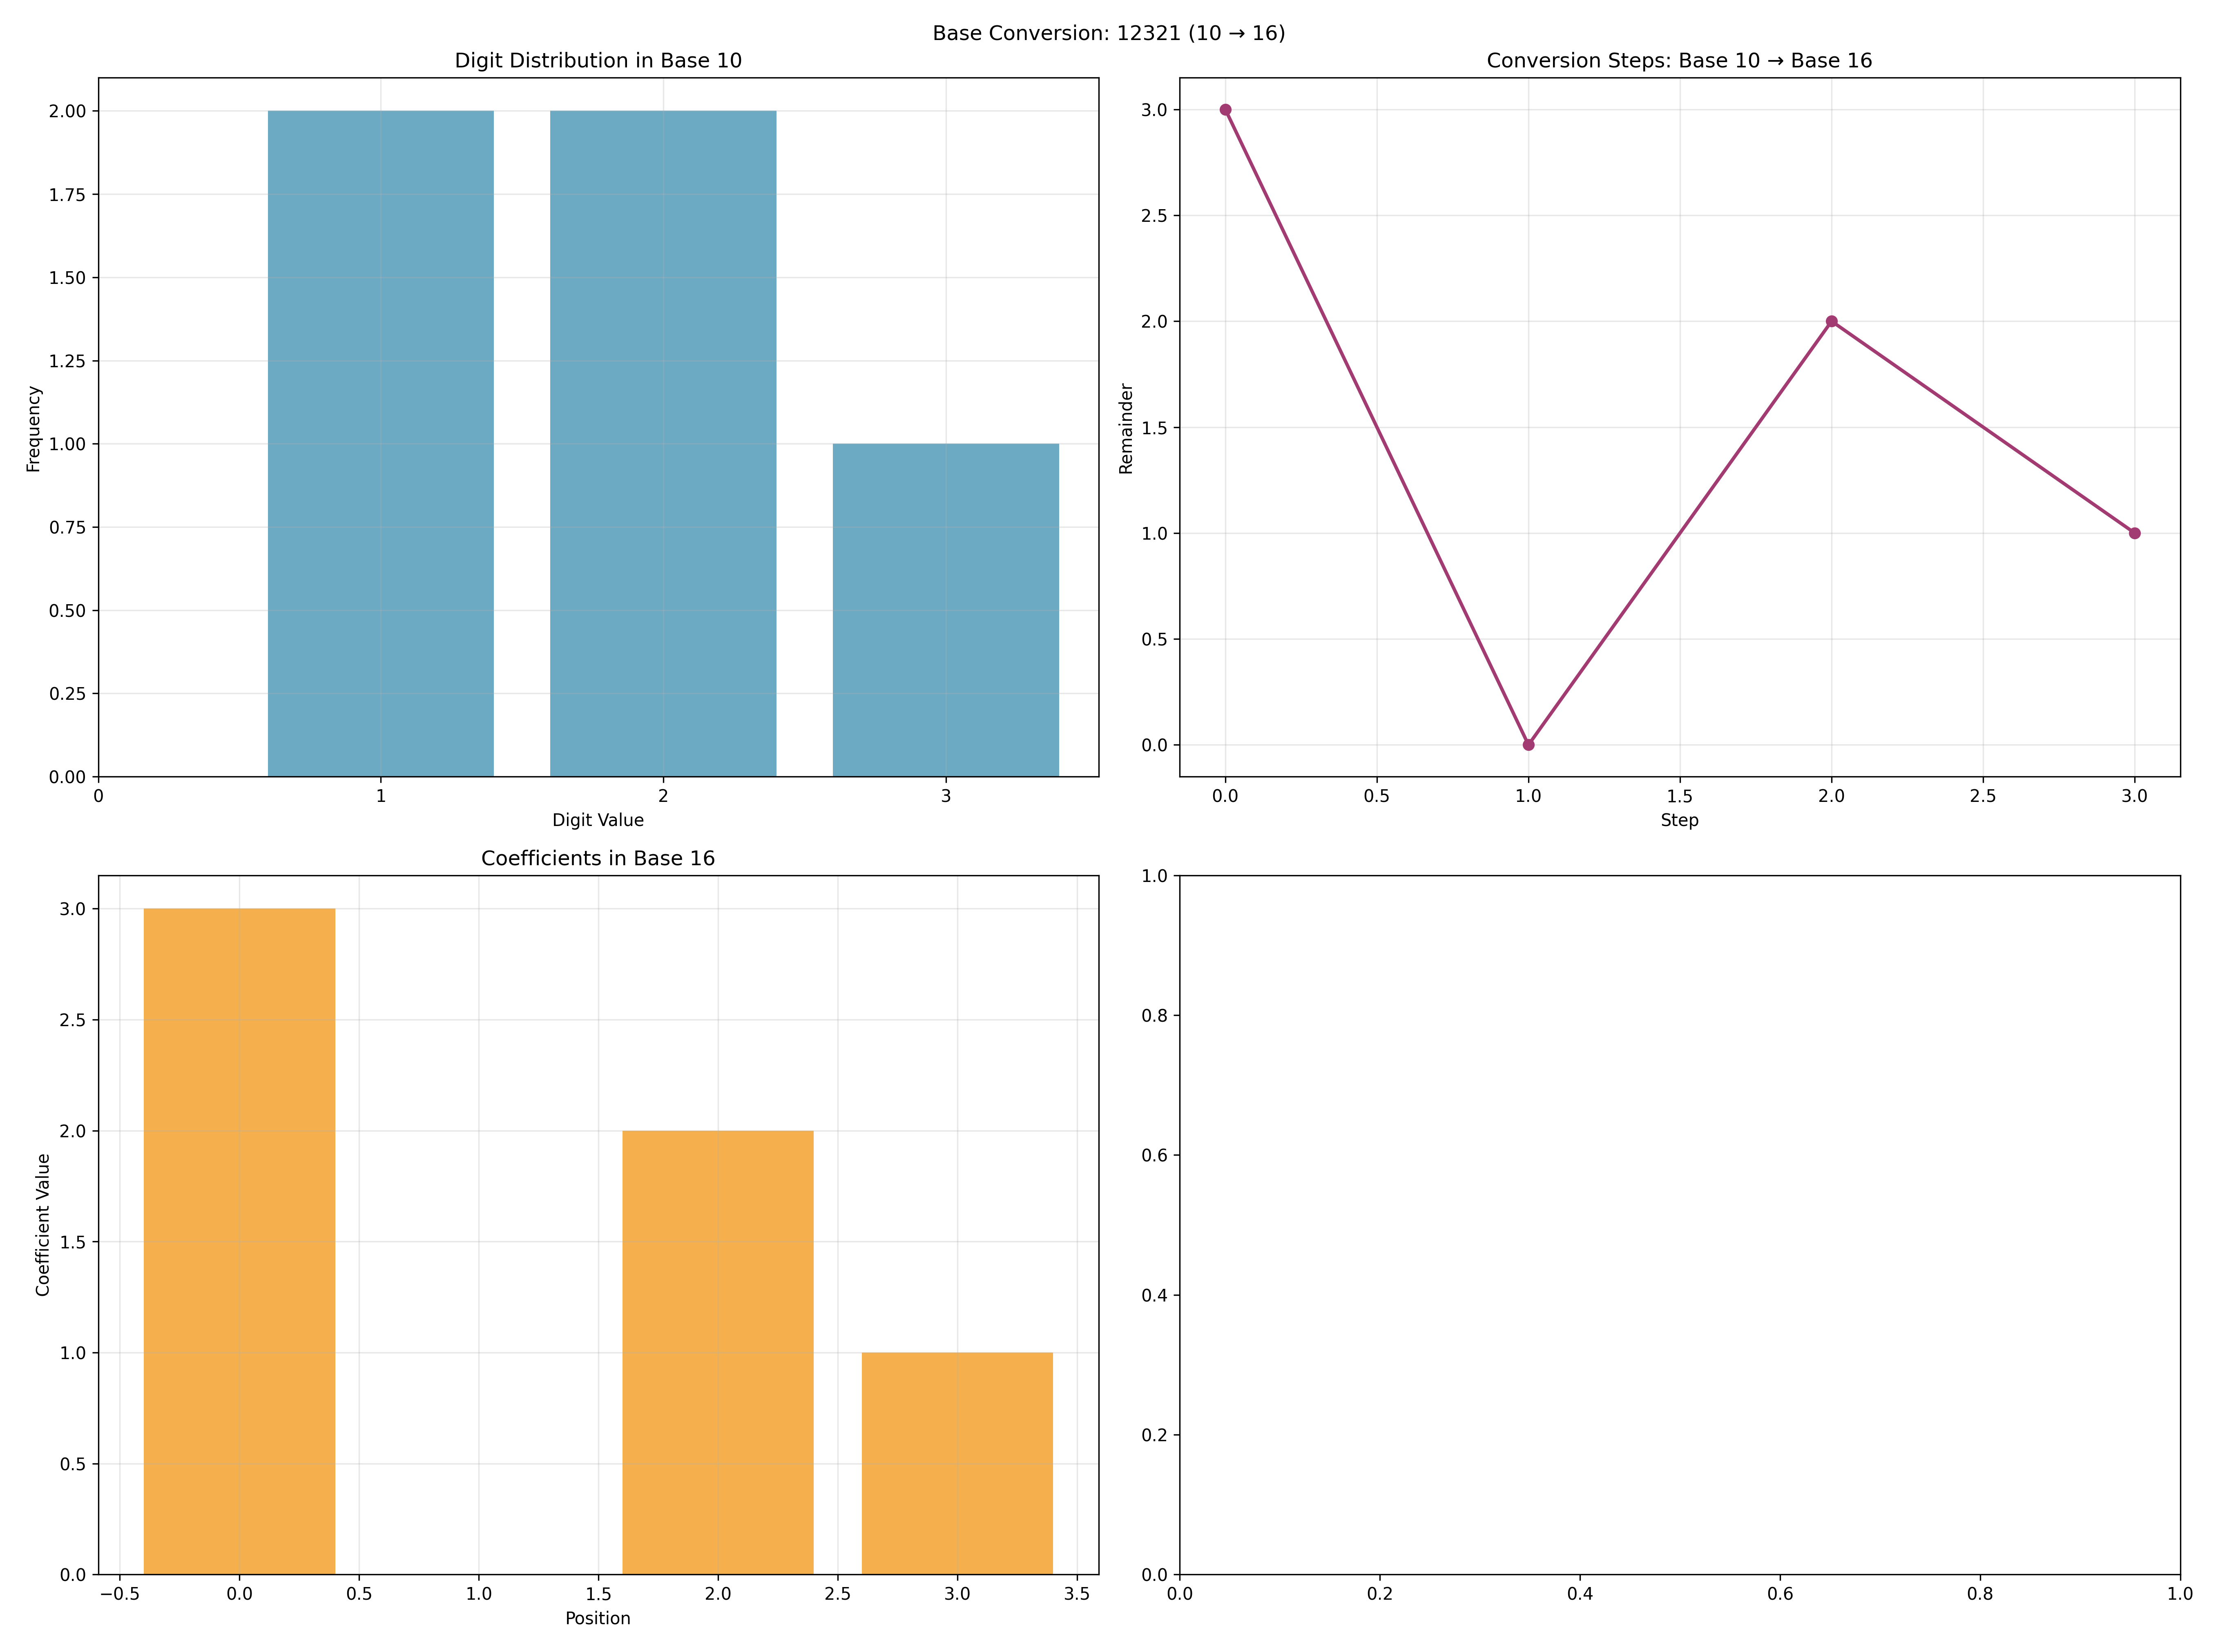 Base Conversion: 12321 (10 → 16)
Digit Distribution in Base 10
2.00
1.75
1.50
1.25
1.00
0.75
0.50
0.25
0.00
Frequency
0 1 2 3
Digit Value
Conversion Steps: Base 10 → Base 16
3.0
2.5
2.0
1.5
1.0
0.5
0.0
Remainder
0.0 0.5 1.0 1.5 2.0 2.5 3.0
Step
Coefficients in Base 16
3.0
2.5
2.0
1.5
1.0
0.5
0.0
Coefficient Value
−0.5 0.0 0.5 1.0 1.5 2.0 2.5 3.0 3.5
Position
1.0
0.8
0.6
0.4
0.2
0.0
0.0 0.2 0.4 0.6 0.8 1.0